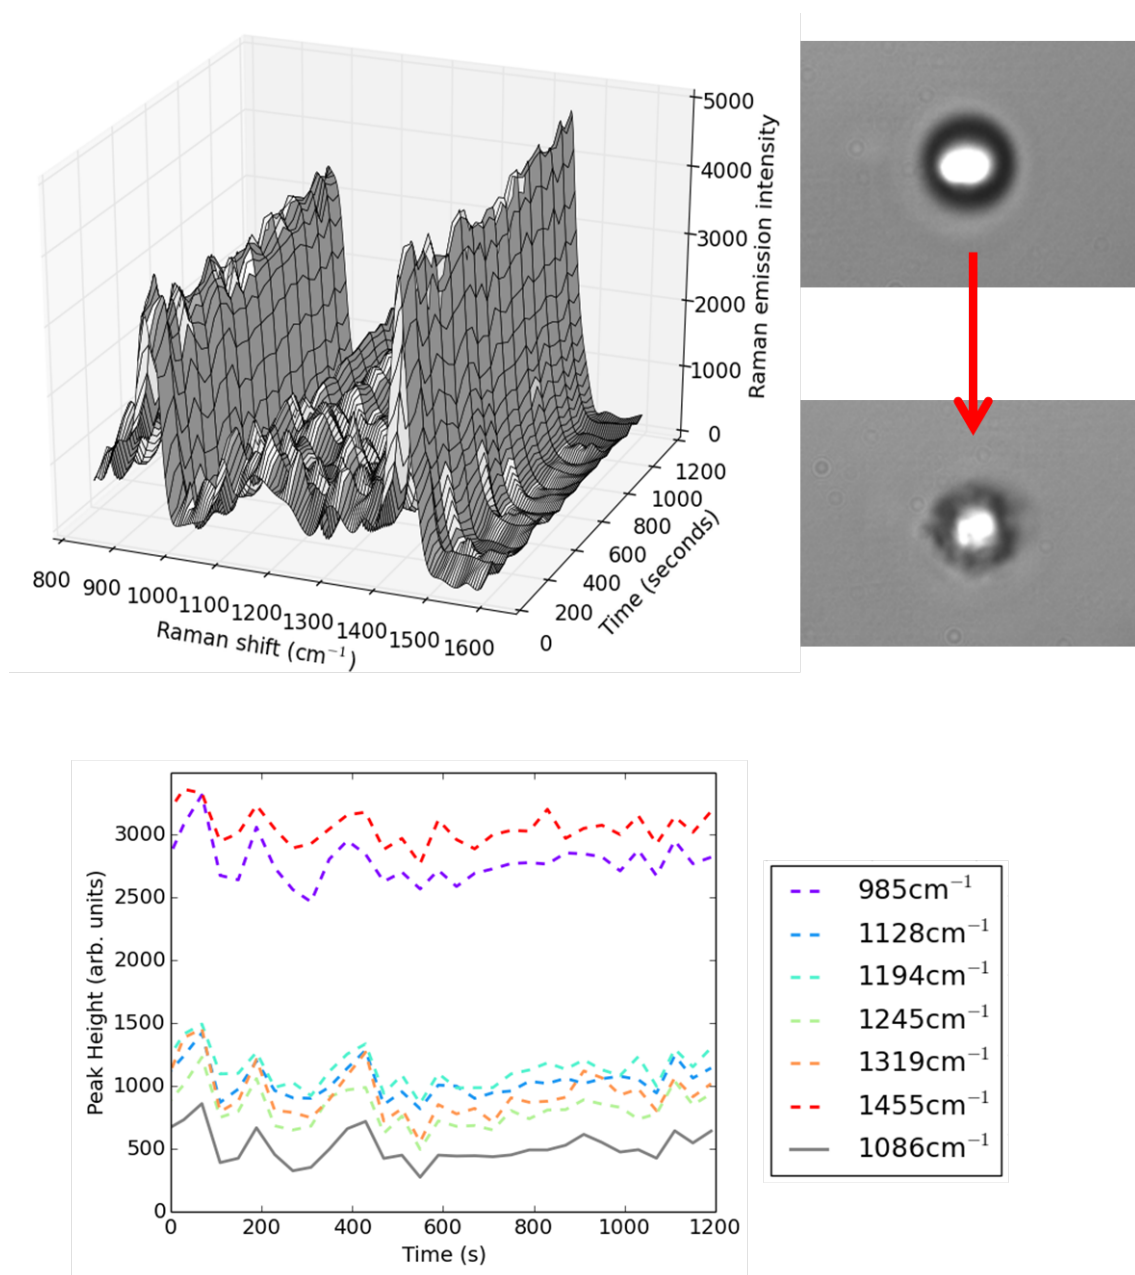 5000
4000
3000
2000
1000
0
Raman emission intensity
1200
1000
800
600
400
200
0
Time (seconds)
800 900 1000 1100 1200 1300 1400 1500 1600
Raman shift (cm⁻¹)
3000
2500
2000
1500
1000
500
0
Peak Height (arb. units)
0 200 400 600 800 1000 1200
Time (s)
985cm⁻¹
1128cm⁻¹
1194cm⁻¹
1245cm⁻¹
1319cm⁻¹
1455cm⁻¹
1086cm⁻¹